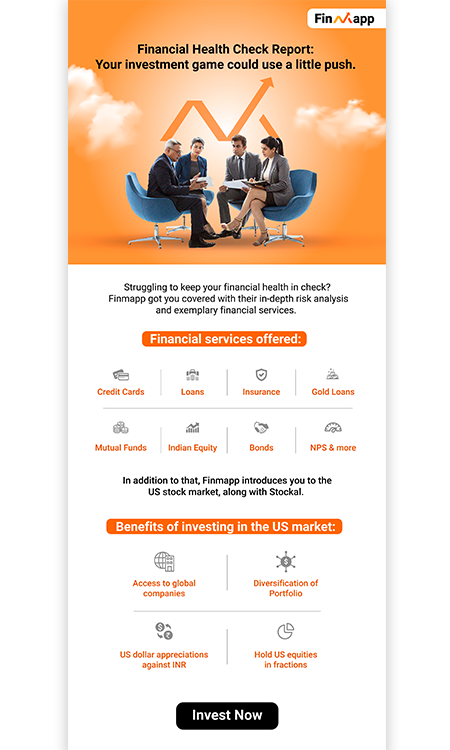 Finapp
Financial Health Check Report:
Your investment game could use a little push.
Struggling to keep your financial health in check?
Finmapp got you covered with their in-depth risk analysis
and exemplary financial services.
Financial services offered:
Credit Cards
Loans
Insurance
Gold Loans
Mutual Funds
Indian Equity
Bonds
NPS & more
In addition to that, Finmapp introduces you to the
US stock market, along with Stockal.
Benefits of investing in the US market:
Access to global
companies
Diversification of
Portfolio
US dollar appreciations
against INR
Hold US equities
in fractions
Invest Now